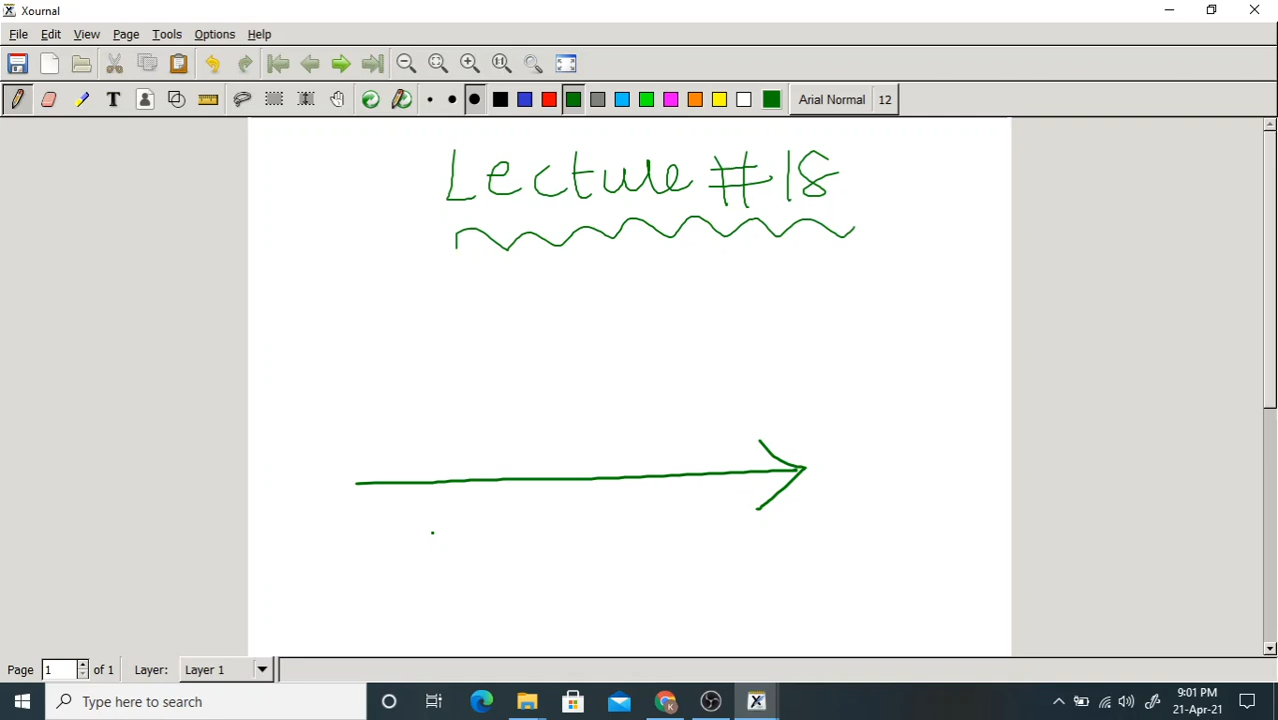 Xournal
File Edit View Page Tools Options Help
Arial Normal 12
Lecture #18
Page 1 of 1 Layer: Layer 1
Type here to search
9:01 PM
21-Apr-21